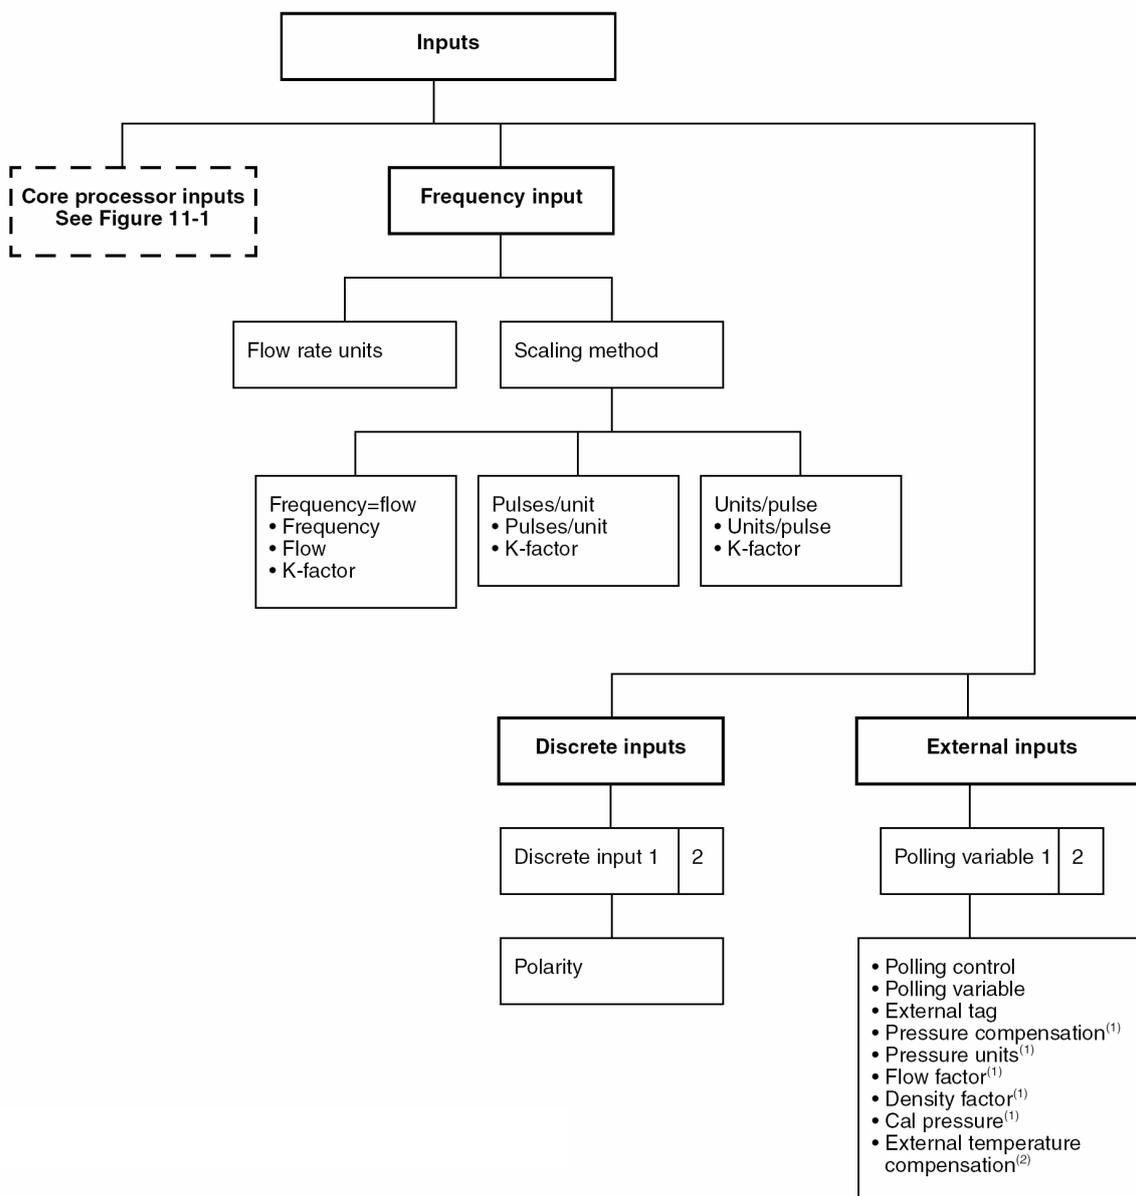 Inputs
Core processor inputs
See Figure 11-1
Frequency input
Flow rate units
Scaling method
Frequency=flow
• Frequency
• Flow
• K-factor
Pulses/unit
• Pulses/unit
• K-factor
Units/pulse
• Units/pulse
• K-factor
Discrete inputs
External inputs
Discrete input 1
2
Polling variable 1
2
Polarity
• Polling control
• Polling variable
• External tag
• Pressure compensation(1)
• Pressure units(1)
• Flow factor(1)
• Density factor(1)
• Cal pressure(1)
• External temperature
compensation(2)